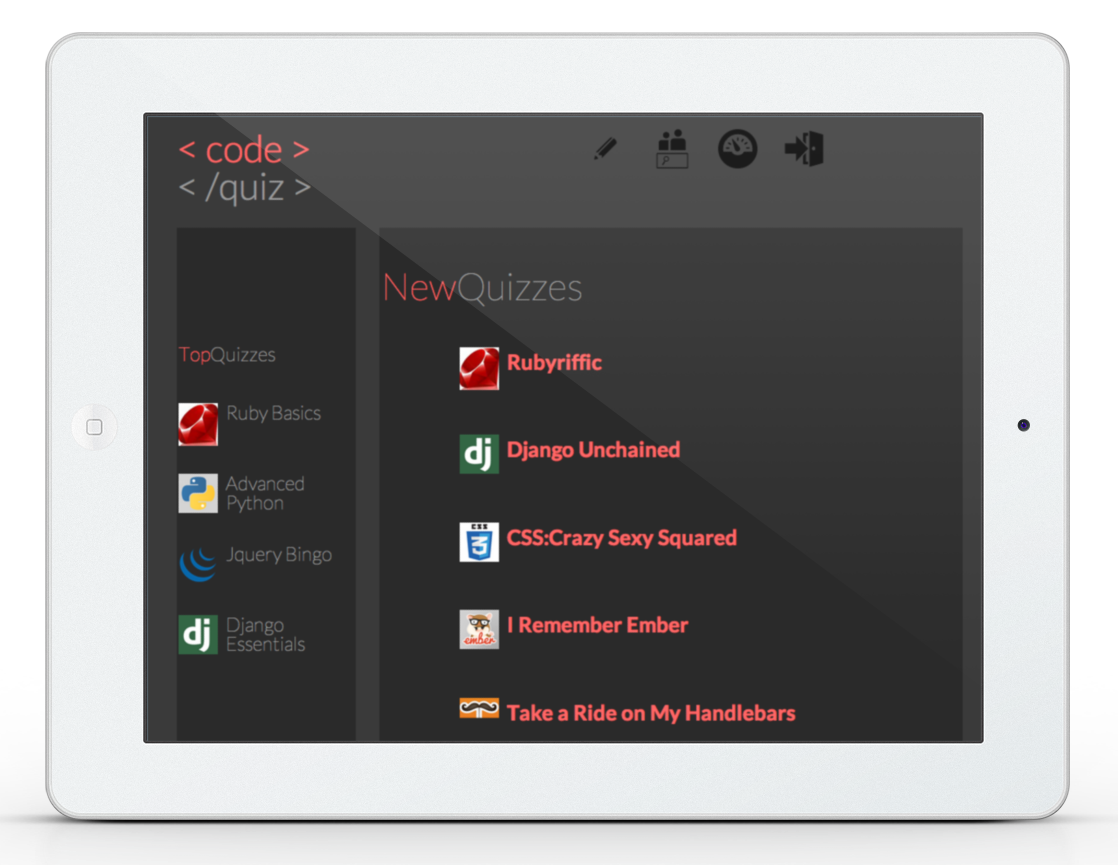 < code >
< /quiz >
TopQuizzes
Ruby Basics
Advanced
Python
Jquery Bingo
dj
Django
Essentials
NewQuizzes
Rubyriffic
dj
Django Unchained
CSS
3
CSS:Crazy Sexy Squared
ember
I Remember Ember
Take a Ride on My Handlebars